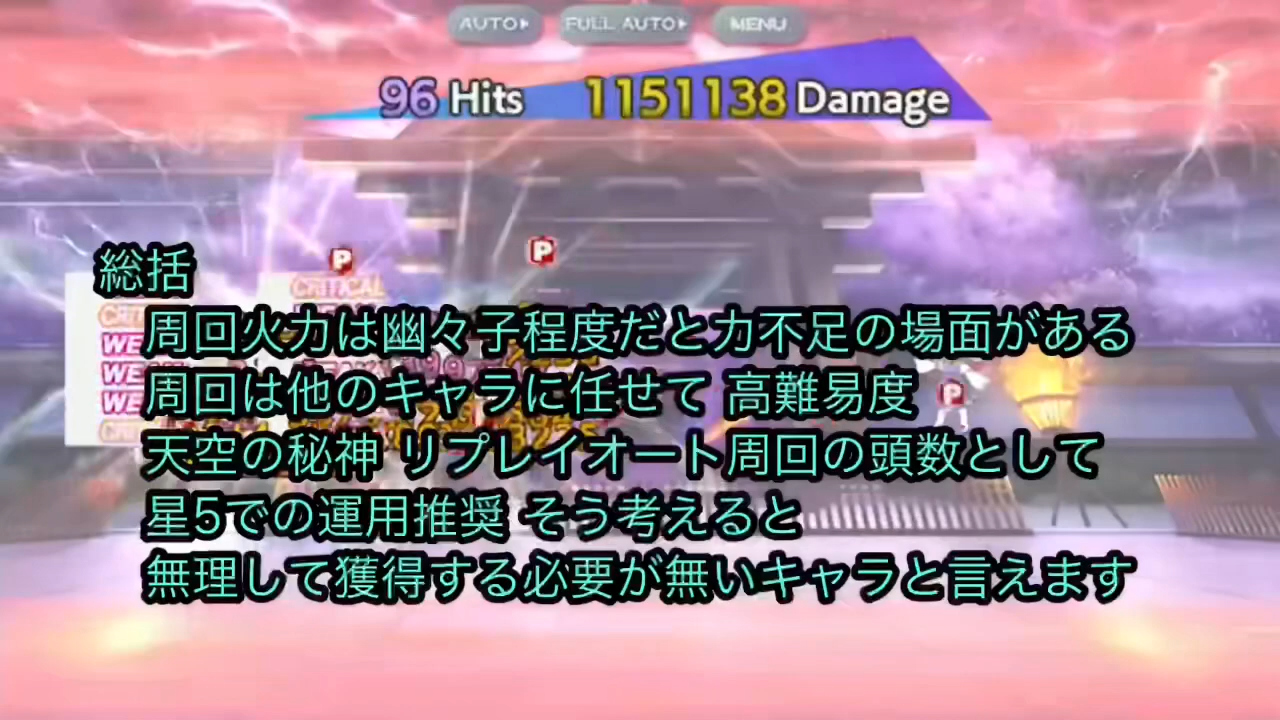 AUTO
FULL AUTO
MENU
96 Hits 1151138 Damage
P
P
CRITICAL
総括
周回火力は幽々子程度だと力不足の場面がある
周回は他のキャラに任せて 高難易度
P
天空の秘神 リプレイオート周回の頭数として
星5での運用推奨 そう考えると
無理して獲得する必要が無いキャラと言えます